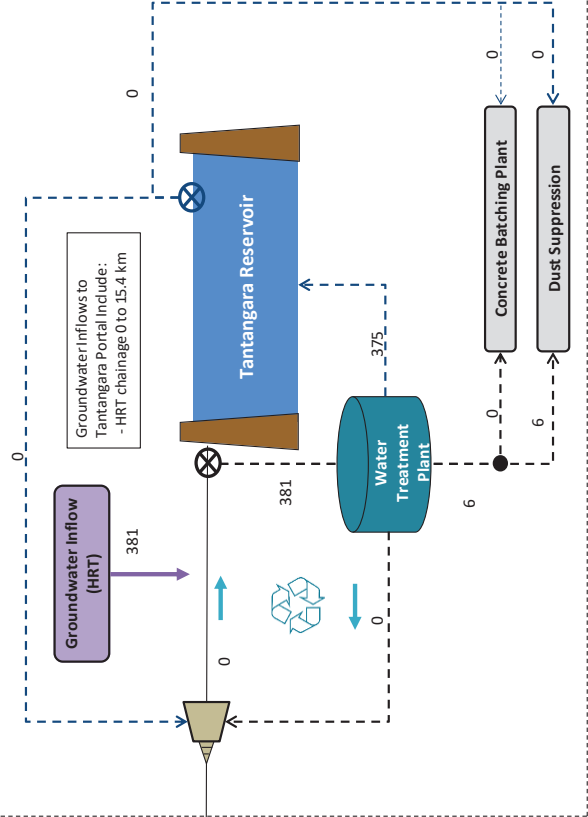 0
Groundwater Inflow
(HRT)
381
Groundwater Inflows to
Tantangara Portal Include:
- HRT chainage 0 to 15.4 km
0
0
381
Tantangara Reservoir
0
Water
Treatment
Plant
375
6
0
6
Concrete Batching Plant
Dust Suppression
0
0